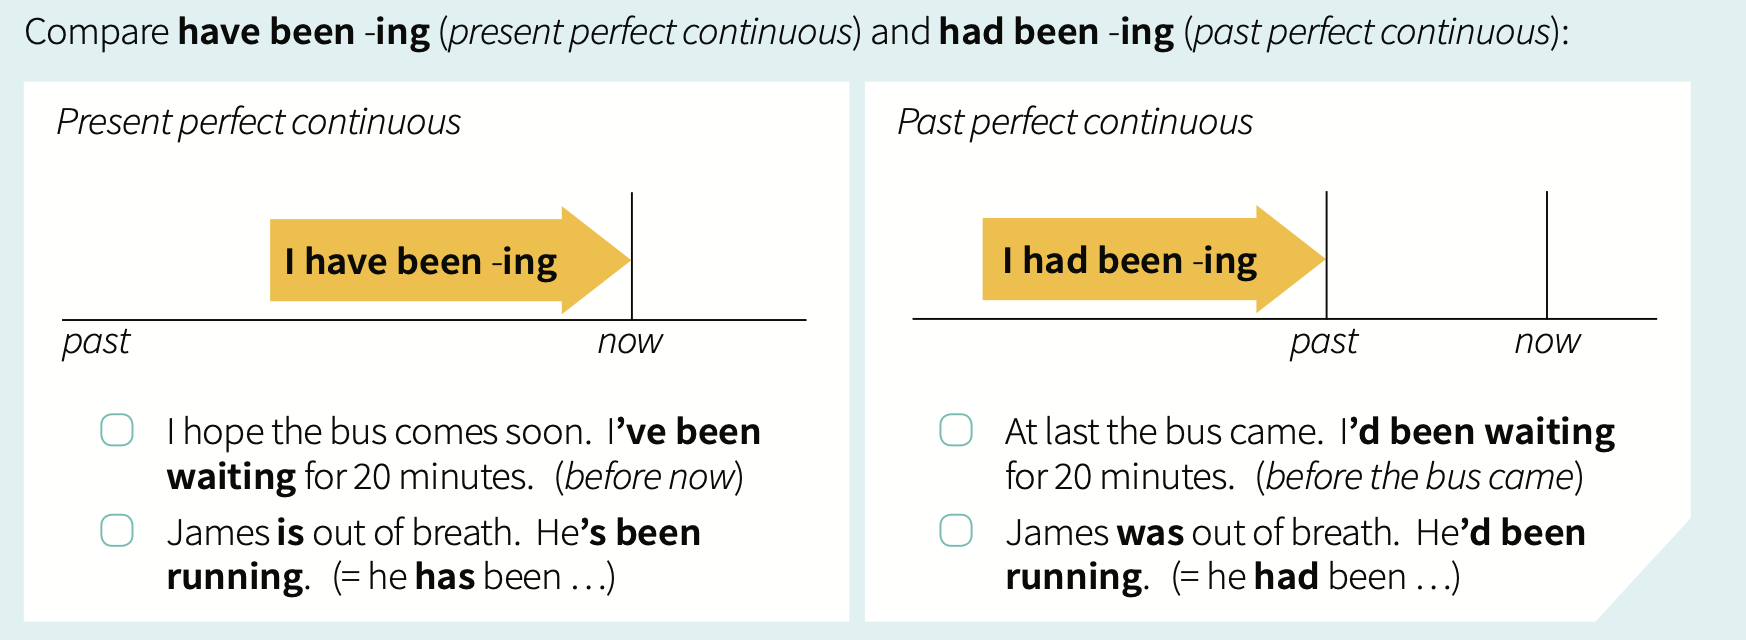 Compare have been -ing (present perfect continuous) and had been -ing (past perfect continuous):
Present perfect continuous
I have been -ing
past
now
I hope the bus comes soon. I’ve been
waiting for 20 minutes. (before now)
James is out of breath. He’s been
running. (= he has been …)
Past perfect continuous
I had been -ing
past
now
At last the bus came. I’d been waiting
for 20 minutes. (before the bus came)
James was out of breath. He’d been
running. (= he had been …)